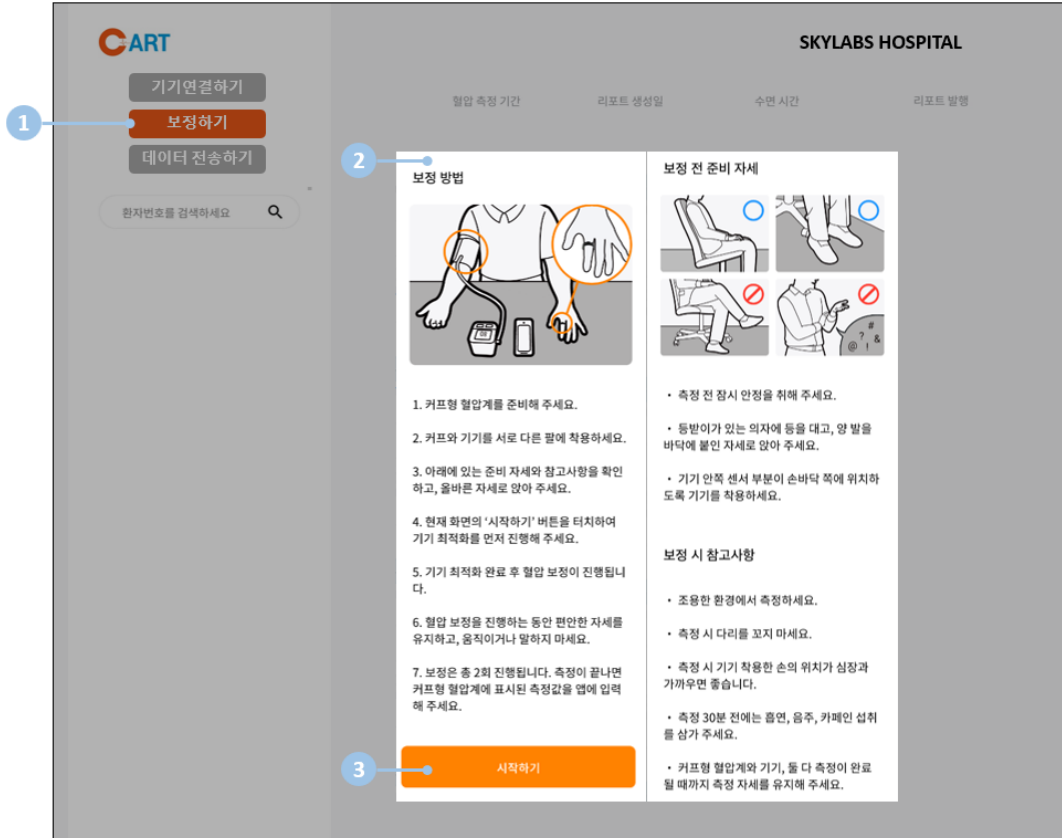 CART
SKYLABS HOSPITAL
기기연결하기
보정하기
데이터 전송하기
환자번호를 검색하세요
혈압 측정 기간
리포트 생성일
수면 시간
리포트 발행
1
2
보정 방법
1. 커프형 혈압계를 준비해 주세요.
2. 커프와 기기를 서로 다른 팔에 착용하세요.
3. 아래에 있는 준비 자세와 참고사항을 확인
하고, 올바른 자세로 앉아 주세요.
4. 현재 화면의 ‘시작하기’ 버튼을 터치하여
기기 최적화를 먼저 진행해 주세요.
5. 기기 최적화 완료 후 혈압 보정이 진행됩니
다.
6. 혈압 보정을 진행하는 동안 편안한 자세를
유지하고, 움직이거나 말하지 마세요.
7. 보정은 총 2회 진행됩니다. 측정이 끝나면
커프형 혈압계에 표시된 측정값을 앱에 입력
해 주세요.
3
시작하기
보정 전 준비 자세
# ? & @ !
• 측정 전 잠시 안정을 취해 주세요.
• 등받이가 있는 의자에 등을 대고, 양 발을
바닥에 붙인 자세로 앉아 주세요.
• 기기 안쪽 센서 부분이 손바닥 쪽에 위치하
도록 기기를 착용하세요.
보정 시 참고사항
• 조용한 환경에서 측정하세요.
• 측정 시 다리를 꼬지 마세요.
• 측정 시 기기 착용한 손의 위치가 심장과
가까우면 좋습니다.
• 측정 30분 전에는 흡연, 음주, 카페인 섭취
를 삼가 주세요.
• 커프형 혈압계와 기기, 둘 다 측정이 완료
될 때까지 측정 자세를 유지해 주세요.